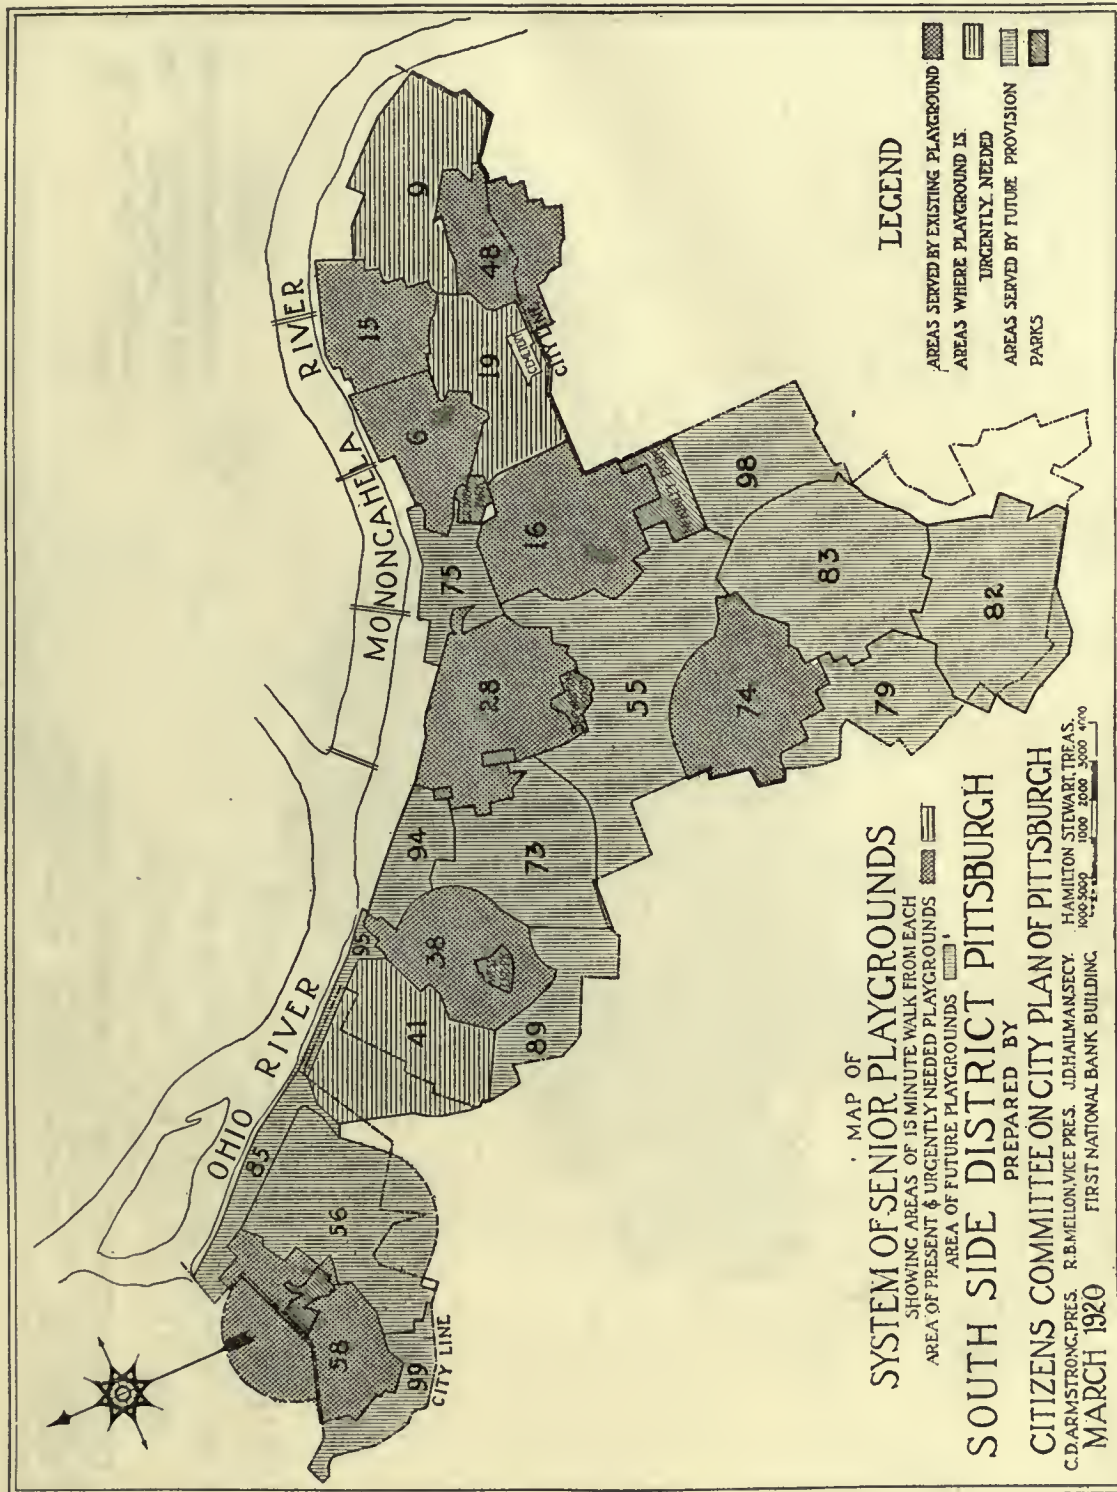 MAP OF
SYSTEM OF SENIOR PLAYGROUNDS
SHOWING AREAS OF 15 MINUTE WALK FROM EACH
AREA OF PRESENT & URGENTLY NEEDED PLAYGROUNDS
AREA OF FUTURE PLAYGROUNDS
SOUTH SIDE DISTRICT PITTSBURGH
PREPARED BY
CITIZENS COMMITTEE ON CITY PLAN OF PITTSBURGH
C.D. ARMSTRONG, PRES. R.B. MELLON, VICE PRES. J.D. HAILMAN, SECY. HAMILTON STEWART, TREAS.
MARCH 1920 FIRST NATIONAL BANK BUILDING
1000 500 0 1000 2000 3000 4000
LEGEND
AREAS SERVED BY EXISTING PLAYGROUND
AREAS WHERE PLAYGROUND IS
URGENTLY NEEDED
AREAS SERVED BY FUTURE PROVISION
PARKS
OHIO RIVER
MONONGAHELA RIVER
CITY LINE
CITY LINE
CEMETERY
58
99
56
85
41
95
38
89
94
73
28
75
55
74
79
6
16
15
19
9
48
98
83
82